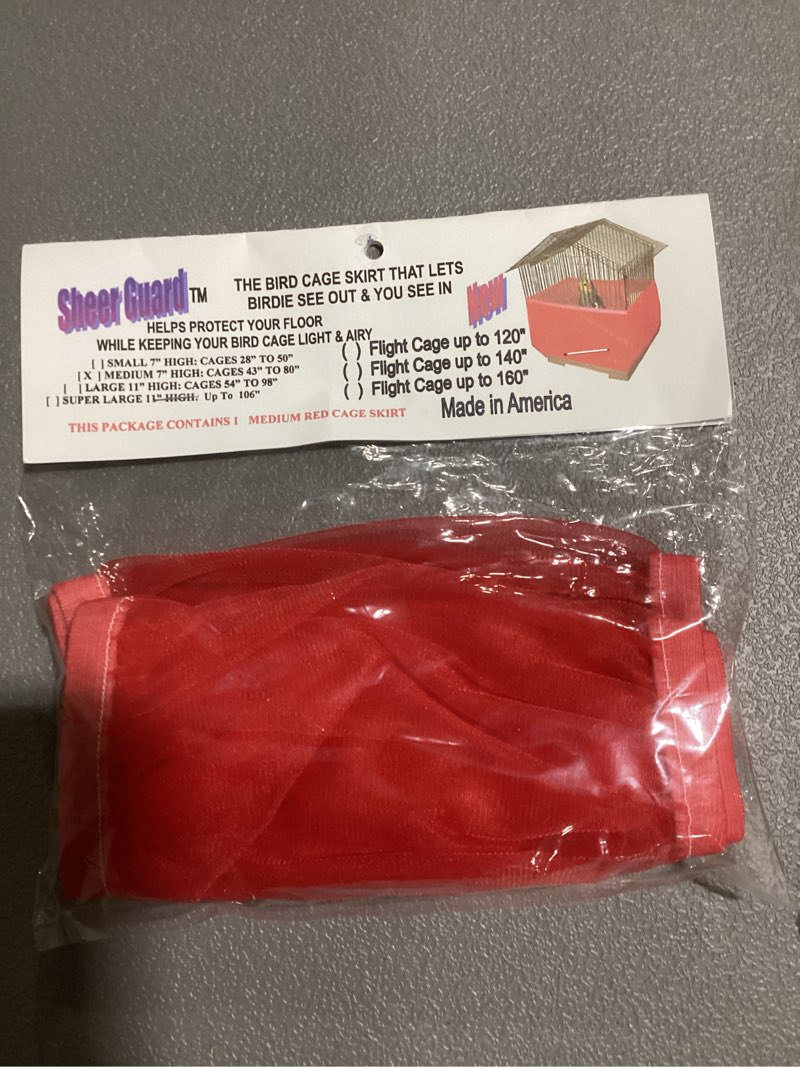 Sheer Guard™
THE BIRD CAGE SKIRT THAT LETS
BIRDIE SEE OUT & YOU SEE IN
New
HELPS PROTECT YOUR FLOOR
WHILE KEEPING YOUR BIRD CAGE LIGHT & AIRY
[ ] SMALL 7" HIGH: CAGES 28" TO 50"
[X ] MEDIUM 7" HIGH: CAGES 43" TO 80"
[ ] LARGE 11" HIGH: CAGES 54" TO 98"
[ ] SUPER LARGE 11" HIGH: Up To 106"
( ) Flight Cage up to 120"
( ) Flight Cage up to 140"
( ) Flight Cage up to 160"
Made in America
THIS PACKAGE CONTAINS 1 MEDIUM RED CAGE SKIRT